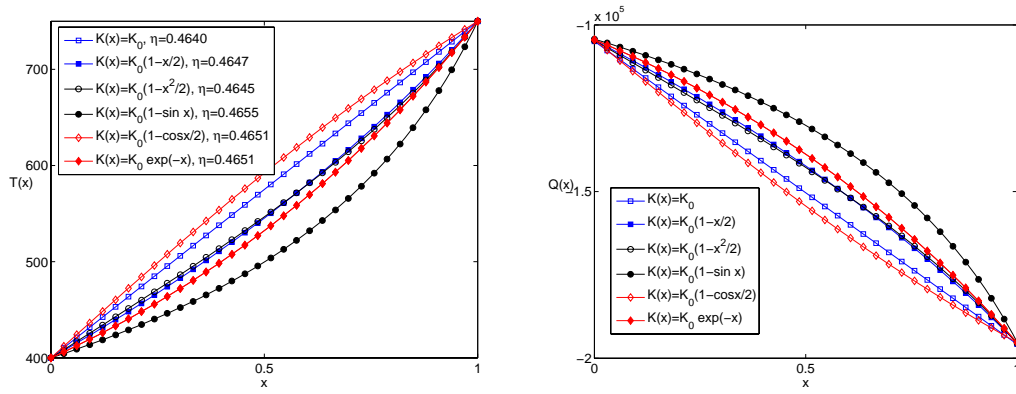 K(x)=K0, η=0.4640
K(x)=K0(1−x/2), η=0.4647
K(x)=K0(1−x2/2), η=0.4645
K(x)=K0(1−sin x), η=0.4655
K(x)=K0(1−cosx/2), η=0.4651
K(x)=K0 exp(−x), η=0.4651
700
600
500
400
T(x)
0
0.5
1
x
x 10^5
−1
−1.5
−2
Q(x)
K(x)=K0
K(x)=K0(1−x/2)
K(x)=K0(1−x2/2)
K(x)=K0(1−sin x)
K(x)=K0(1−cosx/2)
K(x)=K0 exp(−x)
0
0.5
1
x